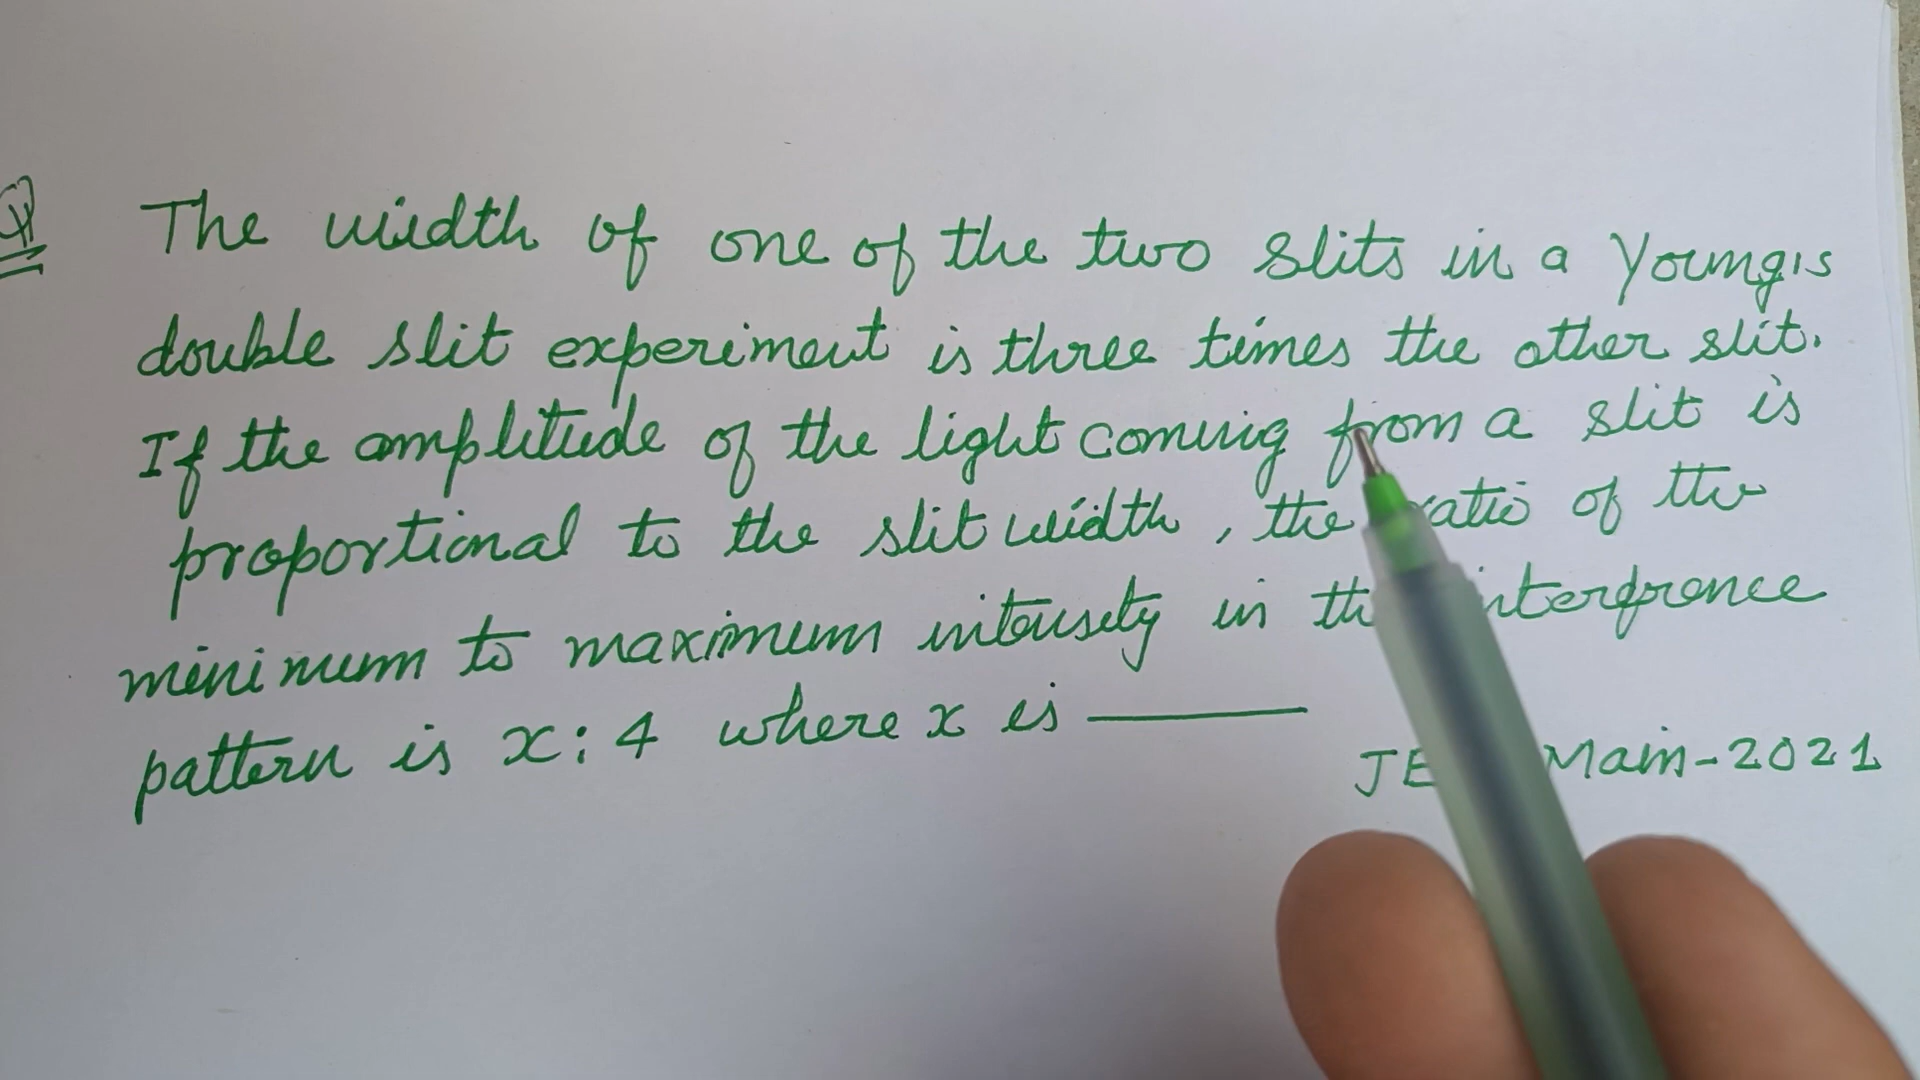 Q
The width of one of the two slits in a Young's
double slit experiment is three times the other slit.
If the amplitude of the light coming from a slit is
proportional to the slit width, the ratio of the
minimum to maximum intensity in the interfrence
pattern is x : 4 where x is ———
JE Main-2021